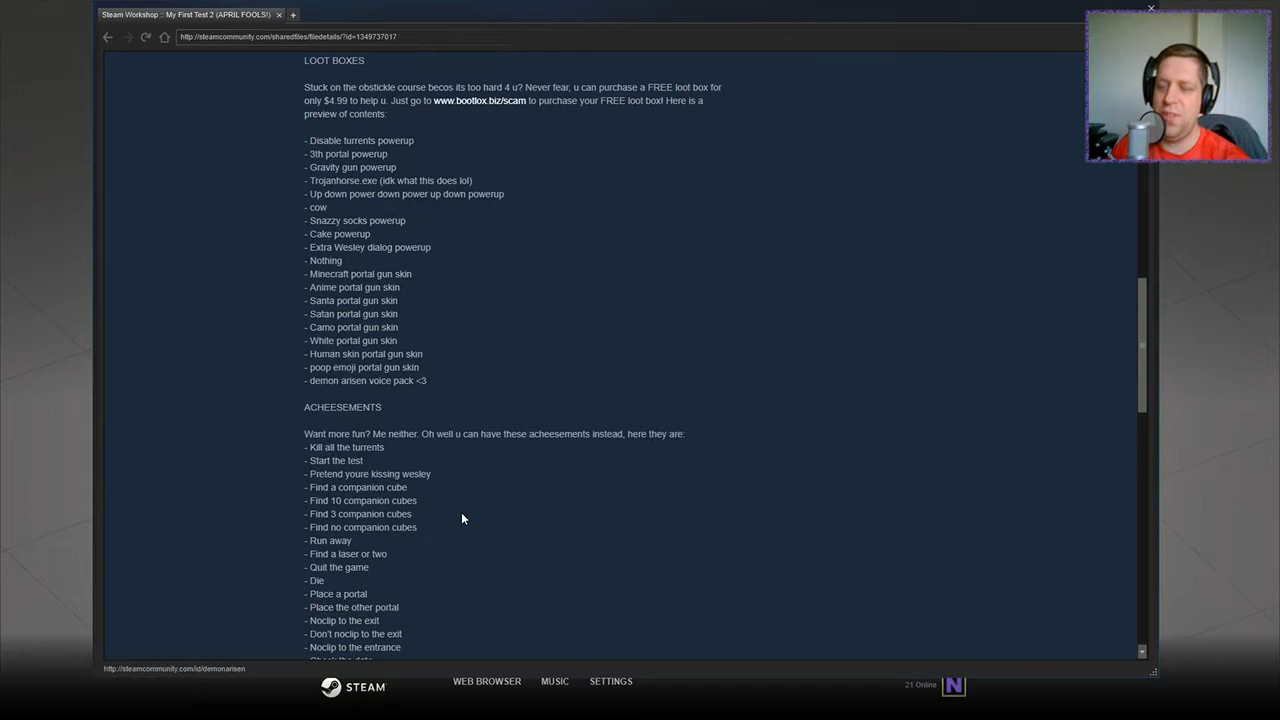 Steam Workshop :: My First Test 2 (APRIL FOOLS!)
http://steamcommunity.com/sharedfiles/filedetails/?id=1349737017
LOOT BOXES
Stuck on the obstickle course becos its too hard 4 u? Never fear, u can purchase a FREE loot box for
only $4.99 to help u. Just go to www.bootlox.biz/scam to purchase your FREE loot box! Here is a
preview of contents:
- Disable turrents powerup
- 3th portal powerup
- Gravity gun powerup
- Trojanhorse.exe (idk what this does lol)
- Up down power down power up down powerup
- cow
- Snazzy socks powerup
- Cake powerup
- Extra Wesley dialog powerup
- Nothing
- Minecraft portal gun skin
- Anime portal gun skin
- Santa portal gun skin
- Satan portal gun skin
- Camo portal gun skin
- White portal gun skin
- Human skin portal gun skin
- poop emoji portal gun skin
- demon arisen voice pack <3
ACHEESEMENTS
Want more fun? Me neither. Oh well u can have these acheesements instead, here they are:
- Kill all the turrents
- Start the test
- Pretend youre kissing wesley
- Find a companion cube
- Find 10 companion cubes
- Find 3 companion cubes
- Find no companion cubes
- Run away
- Find a laser or two
- Quit the game
- Die
- Place a portal
- Place the other portal
- Noclip to the exit
- Don't noclip to the exit
- Noclip to the entrance
http://steamcommunity.com/id/demonarisen
STEAM
WEB BROWSER MUSIC SETTINGS
21 Online N